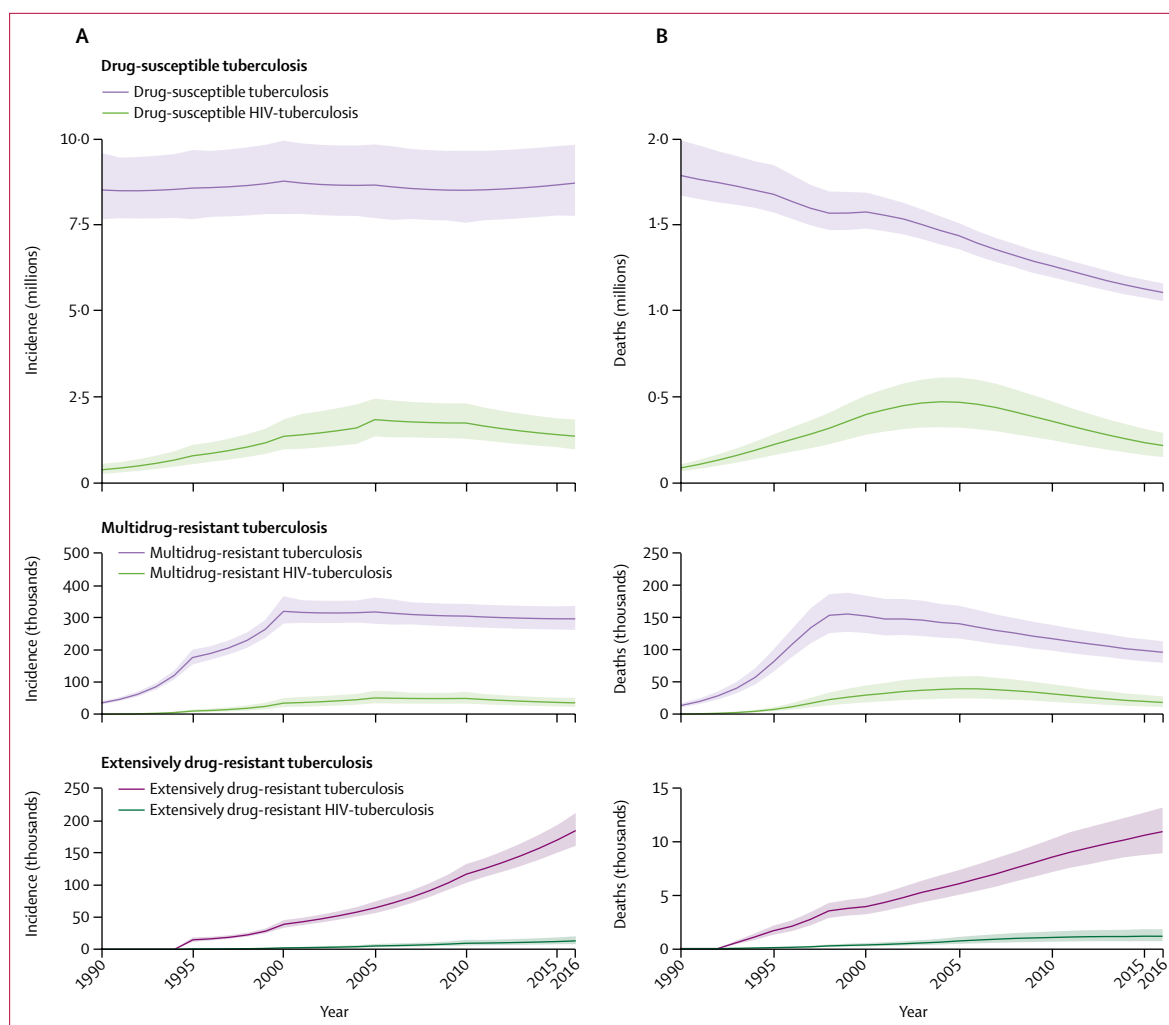 A
B
Drug-susceptible tuberculosis
Drug-susceptible tuberculosis
Drug-susceptible HIV-tuberculosis
10·0
7·5
5·0
2·5
0
Incidence (millions)
2·0
1·5
1·0
0·5
0
Deaths (millions)
Multidrug-resistant tuberculosis
Multidrug-resistant tuberculosis
Multidrug-resistant HIV-tuberculosis
500
400
300
200
100
0
Incidence (thousands)
250
200
150
100
50
0
Deaths (thousands)
Extensively drug-resistant tuberculosis
Extensively drug-resistant tuberculosis
Extensively drug-resistant HIV-tuberculosis
250
200
150
100
50
0
Incidence (thousands)
1990 1995 2000 2005 2010 2015 2016
Year
15
10
5
0
Deaths (thousands)
1990 1995 2000 2005 2010 2015 2016
Year